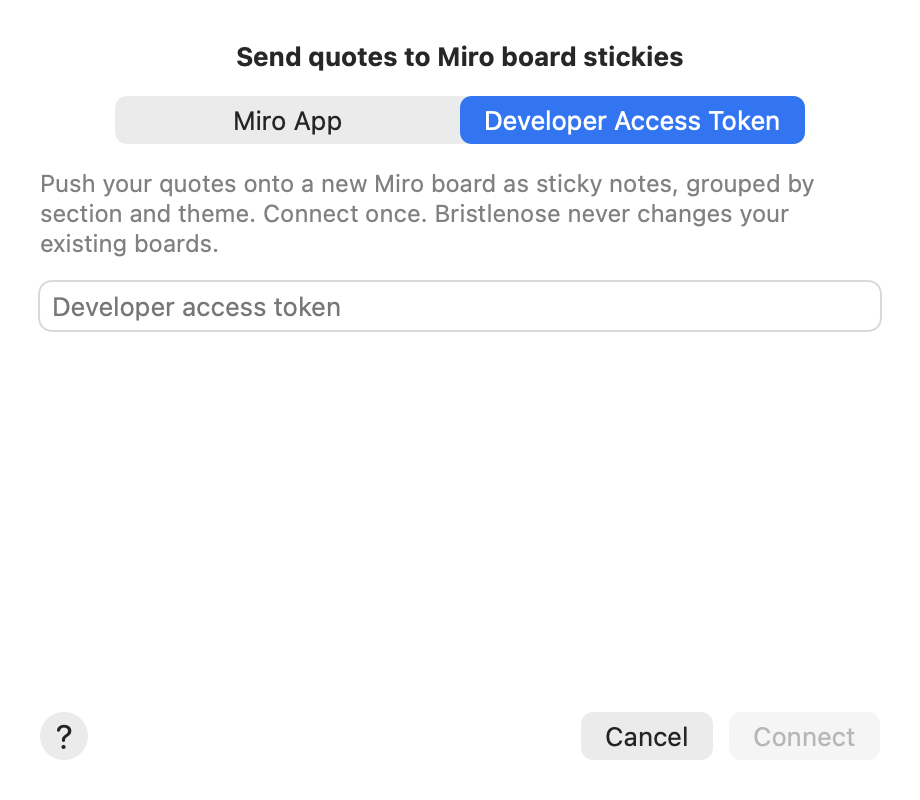 Send quotes to Miro board stickies
Miro App
Developer Access Token
Push your quotes onto a new Miro board as sticky notes, grouped by
section and theme. Connect once. Bristlenose never changes your
existing boards.
Developer access token
?
Cancel
Connect